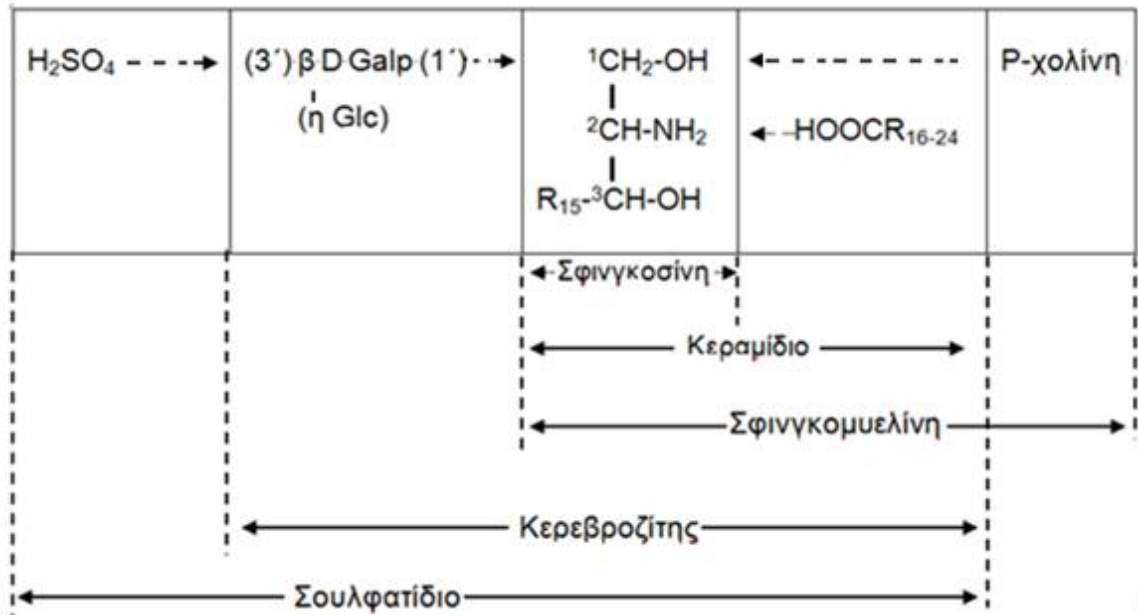 H₂SO₄ (3΄) β D Galp (1΄) ¹CH₂-OH P-χολίνη
(ή Glc) ²CH-NH₂ HOOCR₁₆₋₂₄
R₁₅-³CH-OH
Σφινγκοσίνη
Κεραμίδιο
Σφινγκομυελίνη
Κερεβροζίτης
Σουλφατίδιο